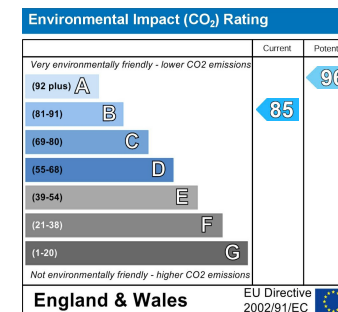 Environmental Impact (CO₂) Rating
Current
Very environmentally friendly - lower CO2 emissions
(92 plus) A
(81-91) B
85
(69-80) C
(55-68) D
(39-54) E
(21-38) F
(1-20) G
Not environmentally friendly - higher CO2 emissions
England & Wales
EU Directive
2002/91/EC